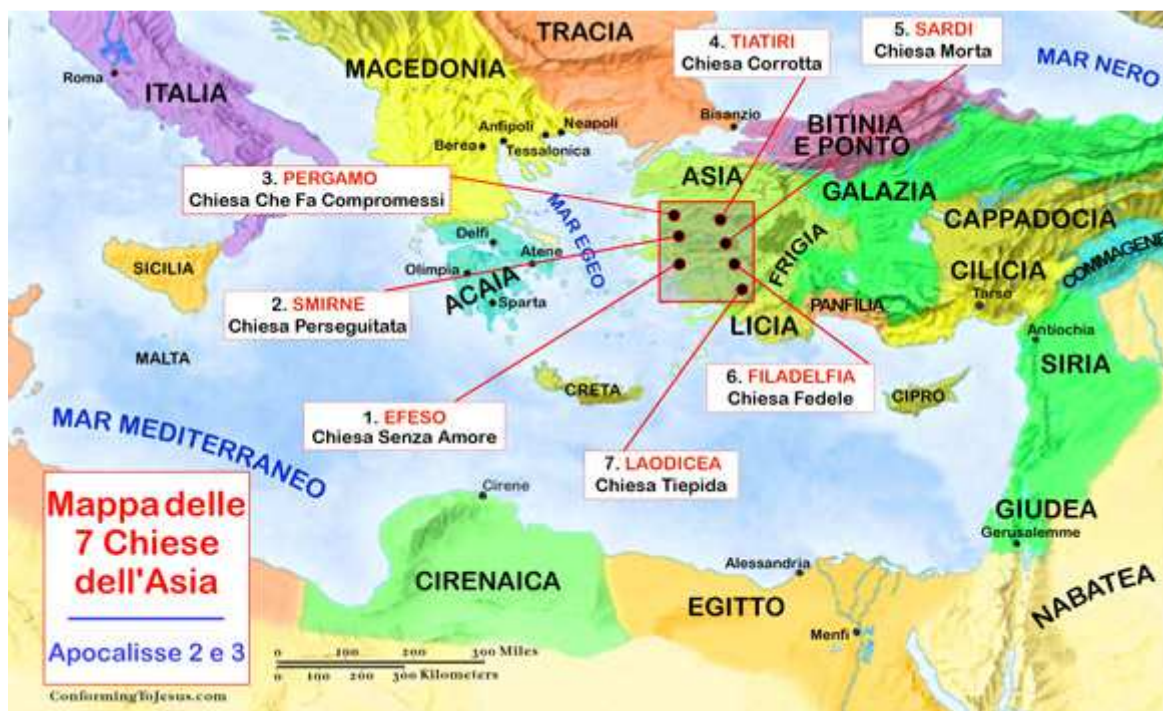 TRACIA
4. TIATIRI
Chiesa Corrotta
5. SARDI
Chiesa Morta
MAR NERO
MACEDONIA
Roma
ITALIA
Bisanzio
Anfipoli
Neapoli
Berea
Tessalonica
BITINIA
E PONTO
3. PERGAMO
Chiesa Che Fa Compromessi
ASIA
GALAZIA
CAPPADOCIA
COMMAGENE
MAR EGEO
Delfi
Atene
FRIGIA
SICILIA
Olimpia
ACAIA
Sparta
CILICIA
Tarso
2. SMIRNE
Chiesa Perseguitata
PANFILIA
LICIA
Antiochia
SIRIA
MALTA
CRETA
6. FILADELFIA
Chiesa Fedele
CIPRO
1. EFESO
Chiesa Senza Amore
MAR MEDITERRANEO
7. LAODICEA
Chiesa Tiepida
Cirene
Mappa delle
7 Chiese
dell'Asia
Apocalisse 2 e 3
GIUDEA
Gerusalemme
CIRENAICA
Alessandria
EGITTO
NABATEA
Menfi
0 100 200 300 Miles
0 100 200 300 Kilometers
ConformingToJesus.com